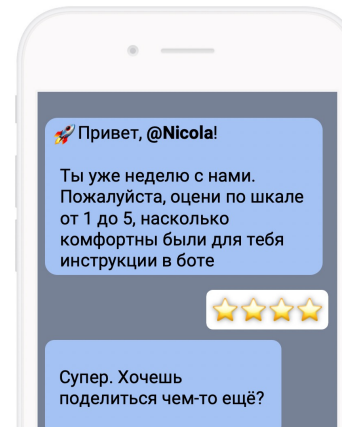 🚀 Привет, @Nicola!
Ты уже неделю с нами.
Пожалуйста, оцени по шкале
от 1 до 5, насколько
комфортны были для тебя
инструкции в боте
⭐⭐⭐⭐
Супер. Хочешь
поделиться чем-то ещё?